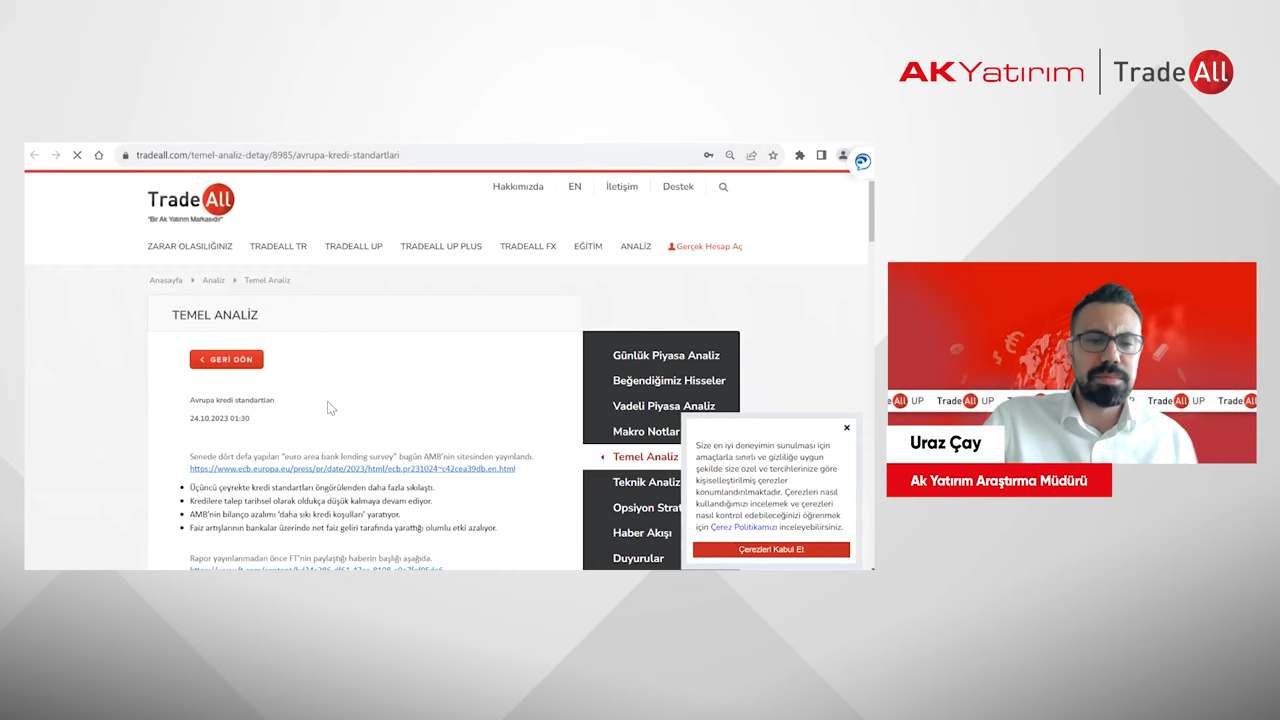 AKYatırım | TradeAll
tradeall.com/temel-analiz-detay/8985/avrupa-kredi-standartlari
TradeAll
"Bir Ak Yatırım Markasıdır"
Hakkımızda EN İletişim Destek
ZARAR OLASILIĞINIZ TRADEALL TR TRADEALL UP TRADEALL UP PLUS TRADEALL FX EĞİTİM ANALİZ Gerçek Hesap Aç
Anasayfa Analiz Temel Analiz
TEMEL ANALİZ
GERİ DÖN
Avrupa kredi standartları
24.10.2023 01:30
Senede dört defa yapılan "euro area bank lending survey" bugün AMB'nin sitesinden yayınlandı.
https://www.ecb.europa.eu/press/pr/date/2023/html/ecb.pr231024~c42cea39db.en.html
Üçüncü çeyrekte kredi standartları öngörülenden daha fazla sıkılaştı.
Kredilere talep tarihsel olarak oldukça düşük kalmaya devam ediyor.
AMB'nin bilanço azalımı 'daha sıkı kredi koşulları' yaratıyor.
Faiz artışlarının bankalar üzerinde net faiz geliri tarafında yarattığı olumlu etki azalıyor.
Rapor yayınlanmadan önce FT'nin paylaştığı haberin başlığı aşağıda.
Günlük Piyasa Analiz
Beğendiğimiz Hisseler
Vadeli Piyasa Analiz
Makro Notlar
Temel Analiz
Teknik Analiz
Opsiyon Strat
Haber Akışı
Duyurular
Size en iyi deneyimin sunulması için
amaçlarla sınırlı ve gizliliğe uygun
şekilde size özel ve tercihlerinize göre
kişiselleştirilmiş çerezler
konumlandırılmaktadır. Çerezleri nasıl
kullandığımızı incelemek ve çerezleri
nasıl kontrol edebileceğinizi öğrenmek
için Çerez Politikamızı inceleyebilirsiniz.
Çerezleri Kabul Et
All UP TradeAll UP TradeAll UP TradeAll UP TradeAll
Uraz Çay
Ak Yatırım Araştırma Müdürü